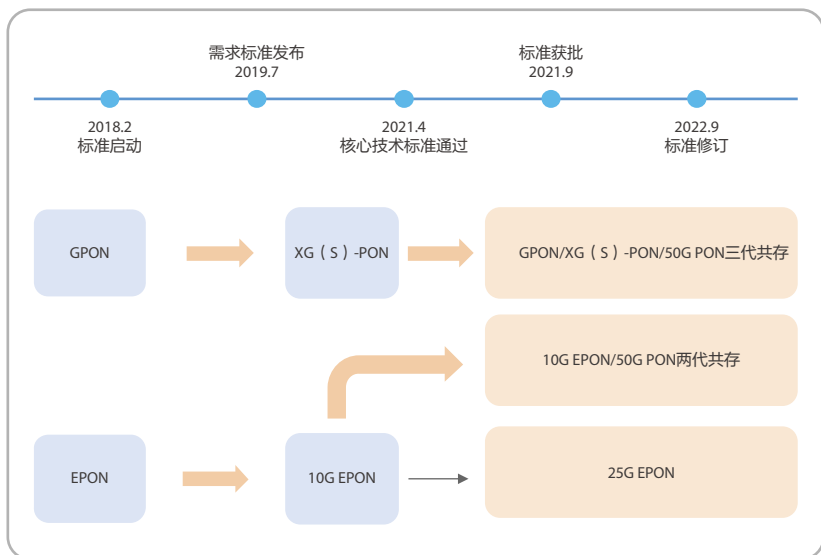 需求标准发布
2019.7
标准获批
2021.9
2018.2
标准启动
2021.4
核心技术标准通过
2022.9
标准修订
GPON
XG（S）-PON
GPON/XG（S）-PON/50G PON三代共存
10G EPON/50G PON两代共存
EPON
10G EPON
25G EPON